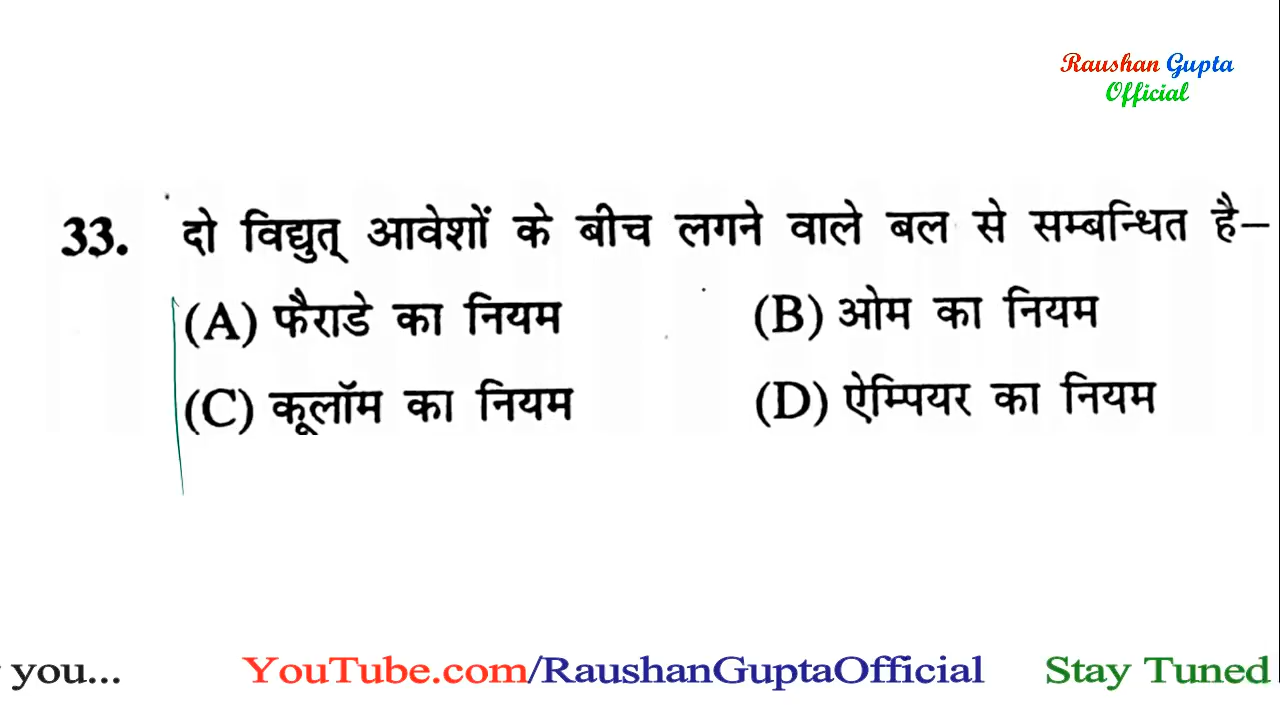 Raushan Gupta
Official
33. दो विद्युत् आवेशों के बीच लगने वाले बल से सम्बन्धित है–
(A) फैराडे का नियम (B) ओम का नियम
(C) कूलॉम का नियम (D) ऐम्पियर का नियम
you... YouTube.com/RaushanGuptaOfficial Stay Tuned